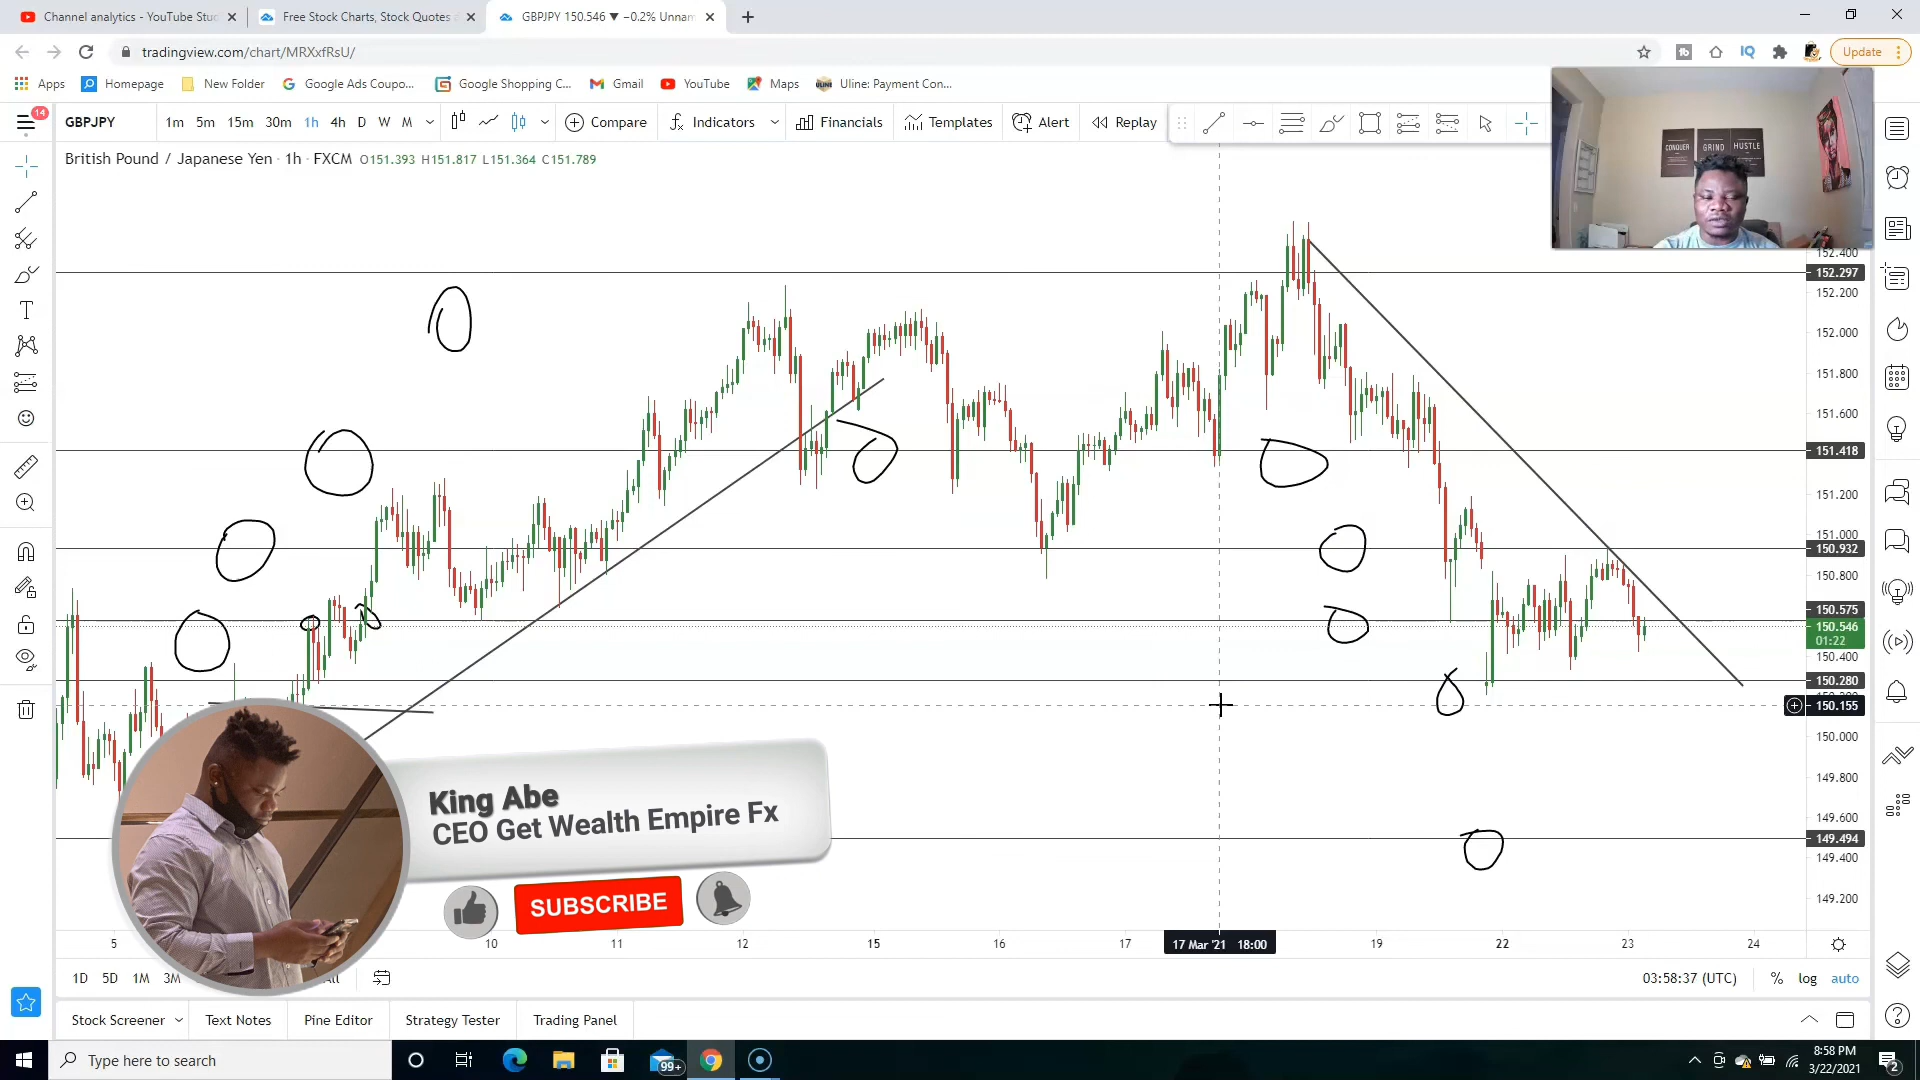 Channel analytics - YouTube Stu
Free Stock Charts, Stock Quotes
GBPJPY 150.546 ▼ −0.2% Unnam
tradingview.com/chart/MRXxfRsU/
Update
Apps
Homepage
New Folder
Google Ads Coupo...
Google Shopping C...
Gmail
YouTube
Maps
Uline: Payment Con...
14
GBPJPY
1m 5m 15m 30m 1h 4h D W M
Compare
Indicators
Financials
Templates
Alert
Replay
British Pound / Japanese Yen · 1h · FXCM O151.393 H151.817 L151.364 C151.789
CONQUER
GRIND
HUSTLE
152.400
152.297
152.200
152.000
151.800
151.600
151.418
151.200
151.000
150.932
150.800
150.575
150.546
01:22
150.400
150.280
150.155
150.000
149.800
149.600
149.494
149.400
149.200
King Abe
CEO Get Wealth Empire Fx
SUBSCRIBE
5 10 11 12 15 16 17 17 Mar '21 18:00 19 22 23 24
1D 5D 1M 3M All
03:58:37 (UTC) % log auto
Stock Screener
Text Notes
Pine Editor
Strategy Tester
Trading Panel
Type here to search
99+
8:58 PM
3/22/2021
2